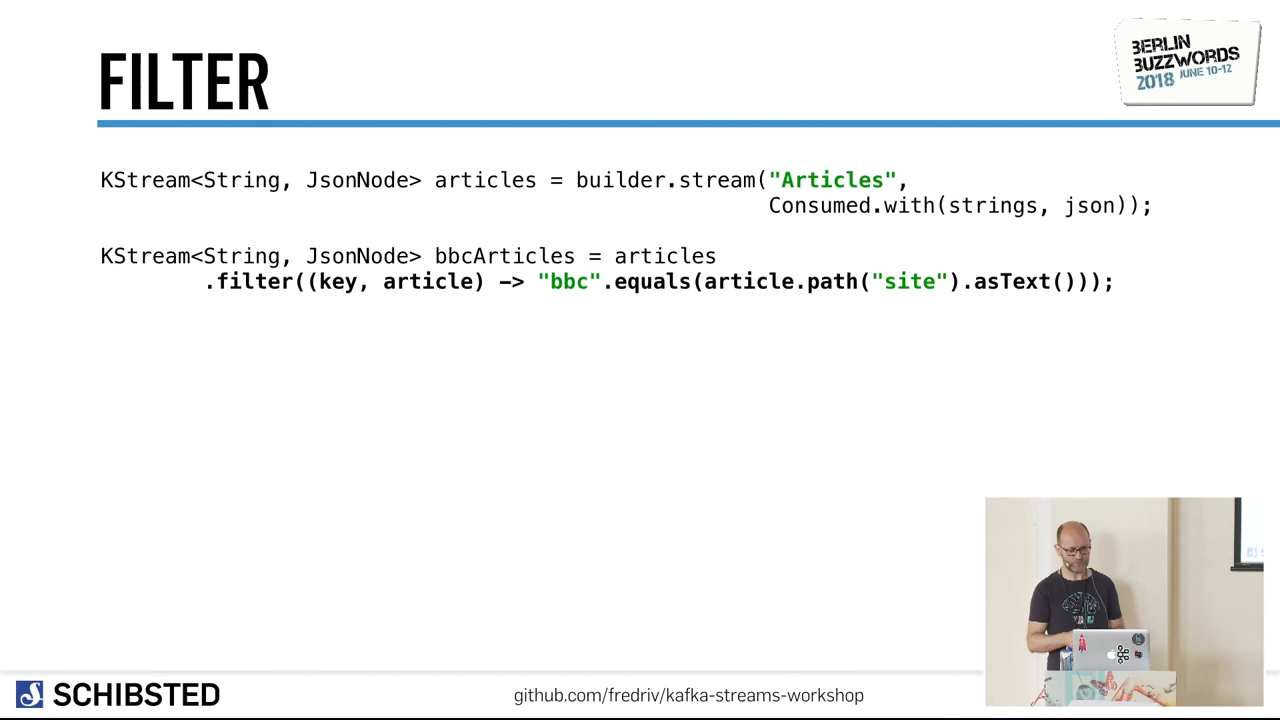 FILTER
BERLIN
BUZZWORDS
2018 JUNE 10-12
KStream<String, JsonNode> articles = builder.stream("Articles",
Consumed.with(strings, json));
KStream<String, JsonNode> bbcArticles = articles
.filter((key, article) -> "bbc".equals(article.path("site").asText()));
SCHIBSTED
github.com/fredriv/kafka-streams-workshop